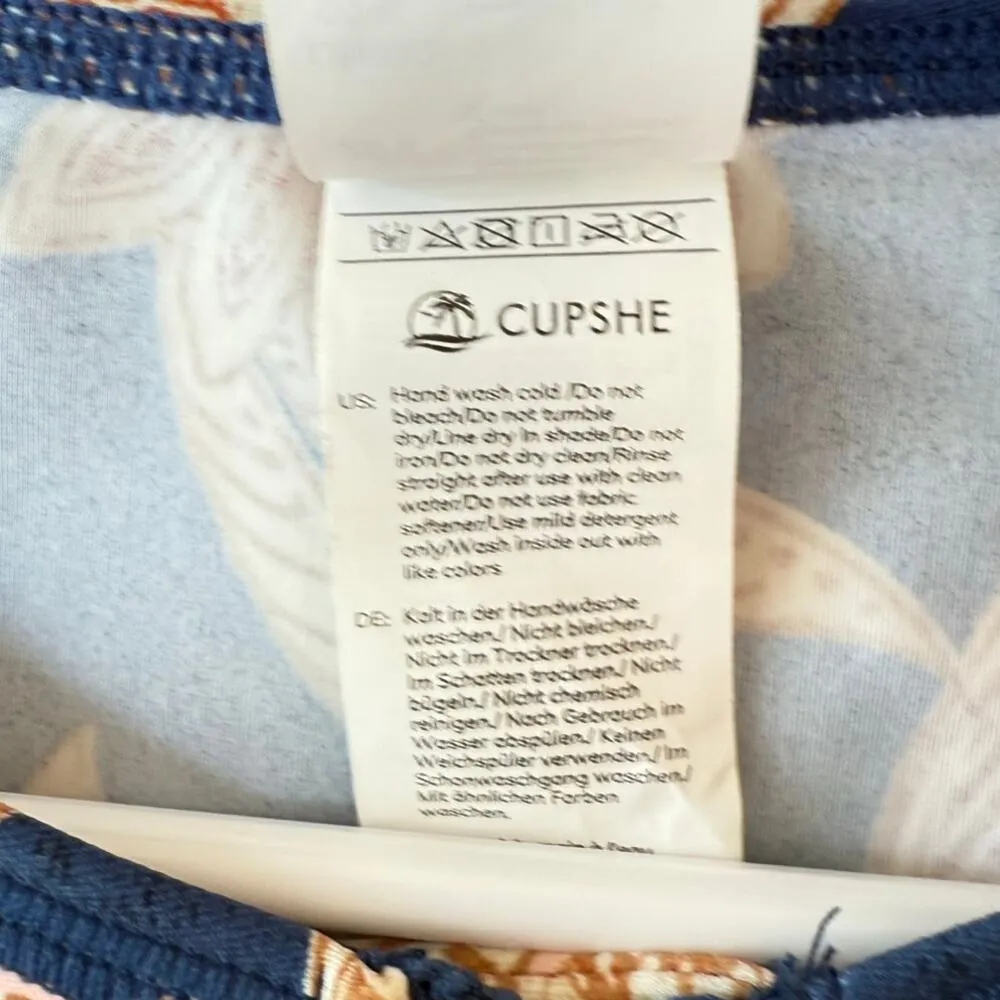 CUPSHE
US: Hand wash cold./Do not
bleach/Do not tumble
dry/Line dry in shade/Do not
iron/Do not dry clean/Rinse
straight after use with clean
water/Do not use fabric
softener/Use mild detergent
only/Wash inside out with
like colors
DE: Kalt in der Handwäsche
waschen./ Nicht bleichen./
Nicht im Trockner trocknen./
Im Schatten trocknen./ Nicht
bügeln./ Nicht chemisch
reinigen./ Nach Gebrauch im
Wasser abspülen./ Keinen
Weichspüler verwenden./ Im
Schonwaschgang waschen./
Mit ähnlichen Farben
waschen.